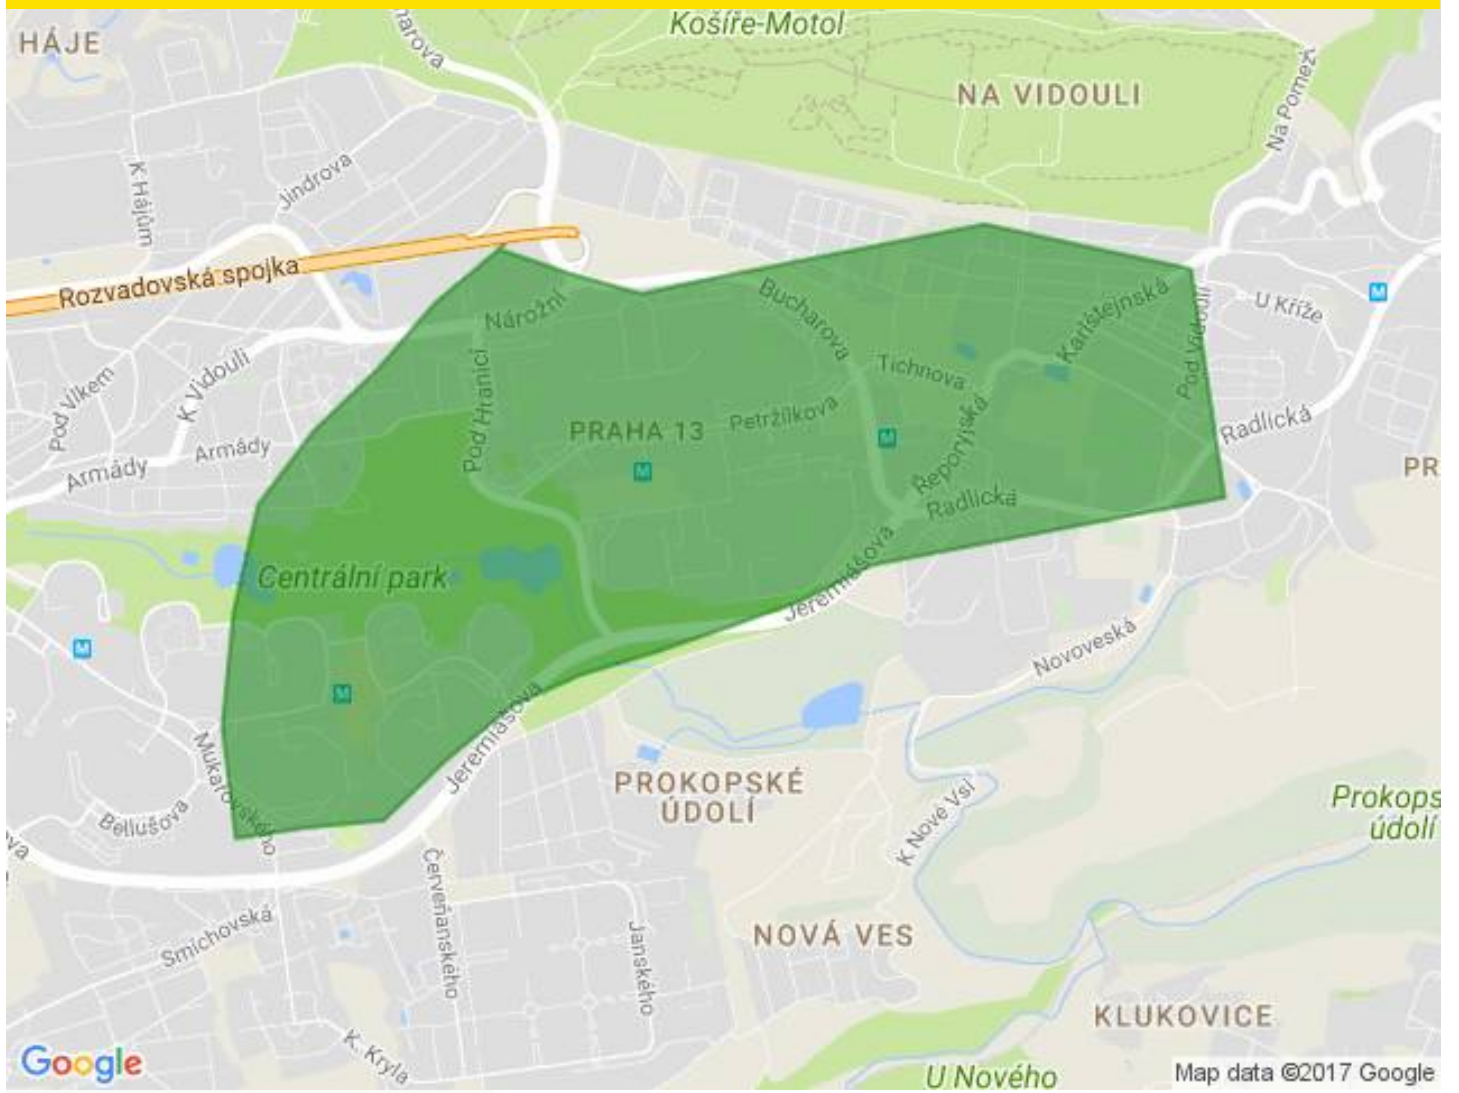 Košíře-Motol
HÁJE
NA VIDOULI
Na Pomezí
K Hájům
Jindrova
Rozvadovská spojka
Nárožní
Bucharova
Karlštejnská
U Kříže
Pod Vlkem
K Vidouli
Pod Hranicí
Tichnova
Pod Vidoulí
Armády
Armády
PRAHA 13
Petržílkova
Řeporyjská
Radlická
Radlická
PR
M
M
M
M
M
Centrální park
Jeremiášova
Novoveská
Jeremiášova
Mukařovského
Bellušova
PROKOPSKÉ
ÚDOLÍ
K Nové Vsi
Prokops
údolí
Červeňanského
Smíchovská
Janského
NOVÁ VES
KLUKOVICE
K. Kryla
Google
U Nového
Map data ©2017 Google